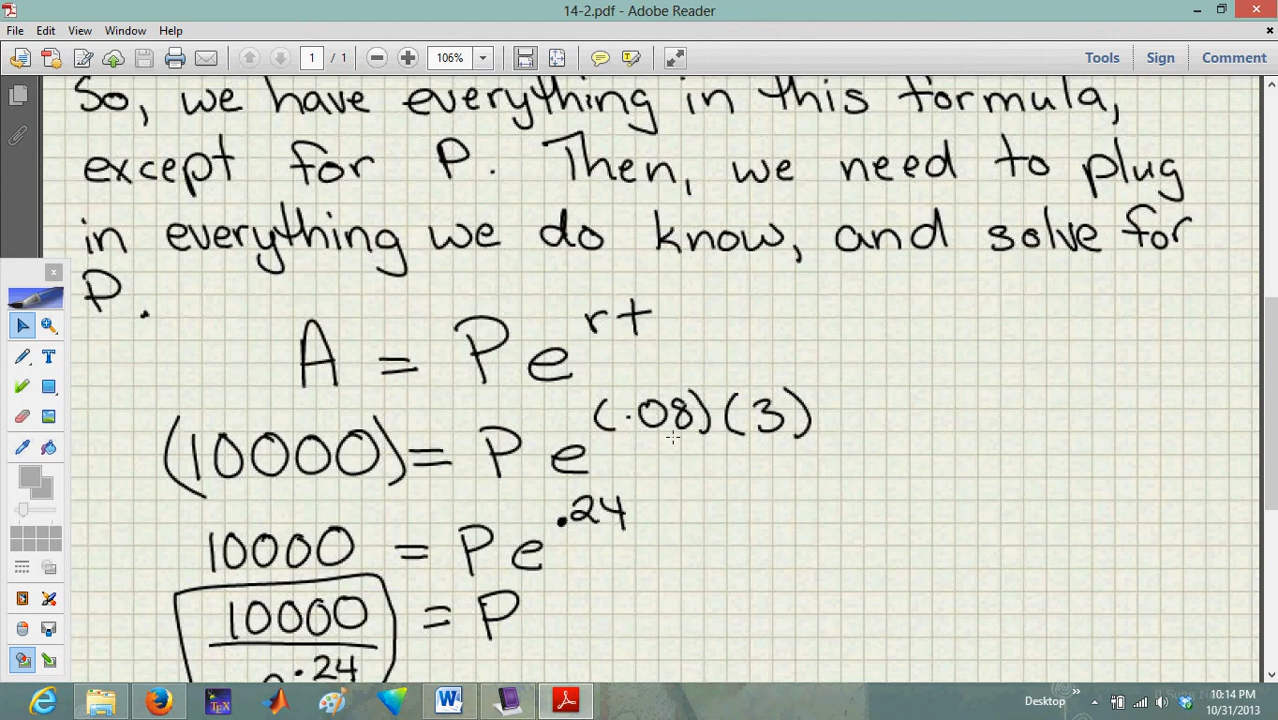 14-2.pdf - Adobe Reader
File Edit View Window Help
1 / 1 106% Tools Sign Comment
So, we have everything in this formula,
except for P. Then, we need to plug
in everything we do know, and solve for
P.
A = Pe^rt
(10000) = Pe^(.08)(3)
10000 = Pe^.24
10000 = P
e^.24
Desktop 10:14 PM
10/31/2013